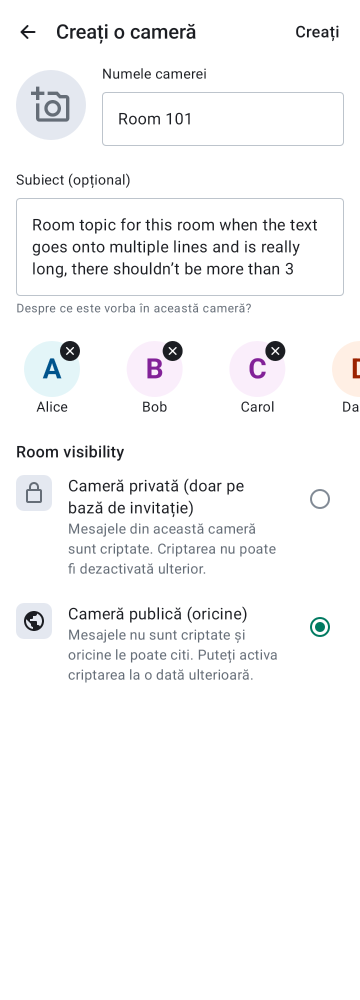 Creați o cameră
Creați
Numele camerei
Room 101
Subiect (opțional)
Room topic for this room when the text
goes onto multiple lines and is really
long, there shouldn’t be more than 3
Despre ce este vorba în această cameră?
A
B
C
Alice
Bob
Carol
Da
Room visibility
Cameră privată (doar pe
bază de invitație)
Mesajele din această cameră
sunt criptate. Criptarea nu poate
fi dezactivată ulterior.
Cameră publică (oricine)
Mesajele nu sunt criptate și
oricine le poate citi. Puteți activa
criptarea la o dată ulterioară.